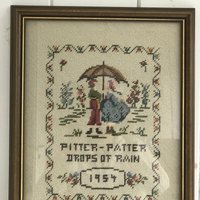 PITTER-PATTER
DROPS OF RAIN
1954